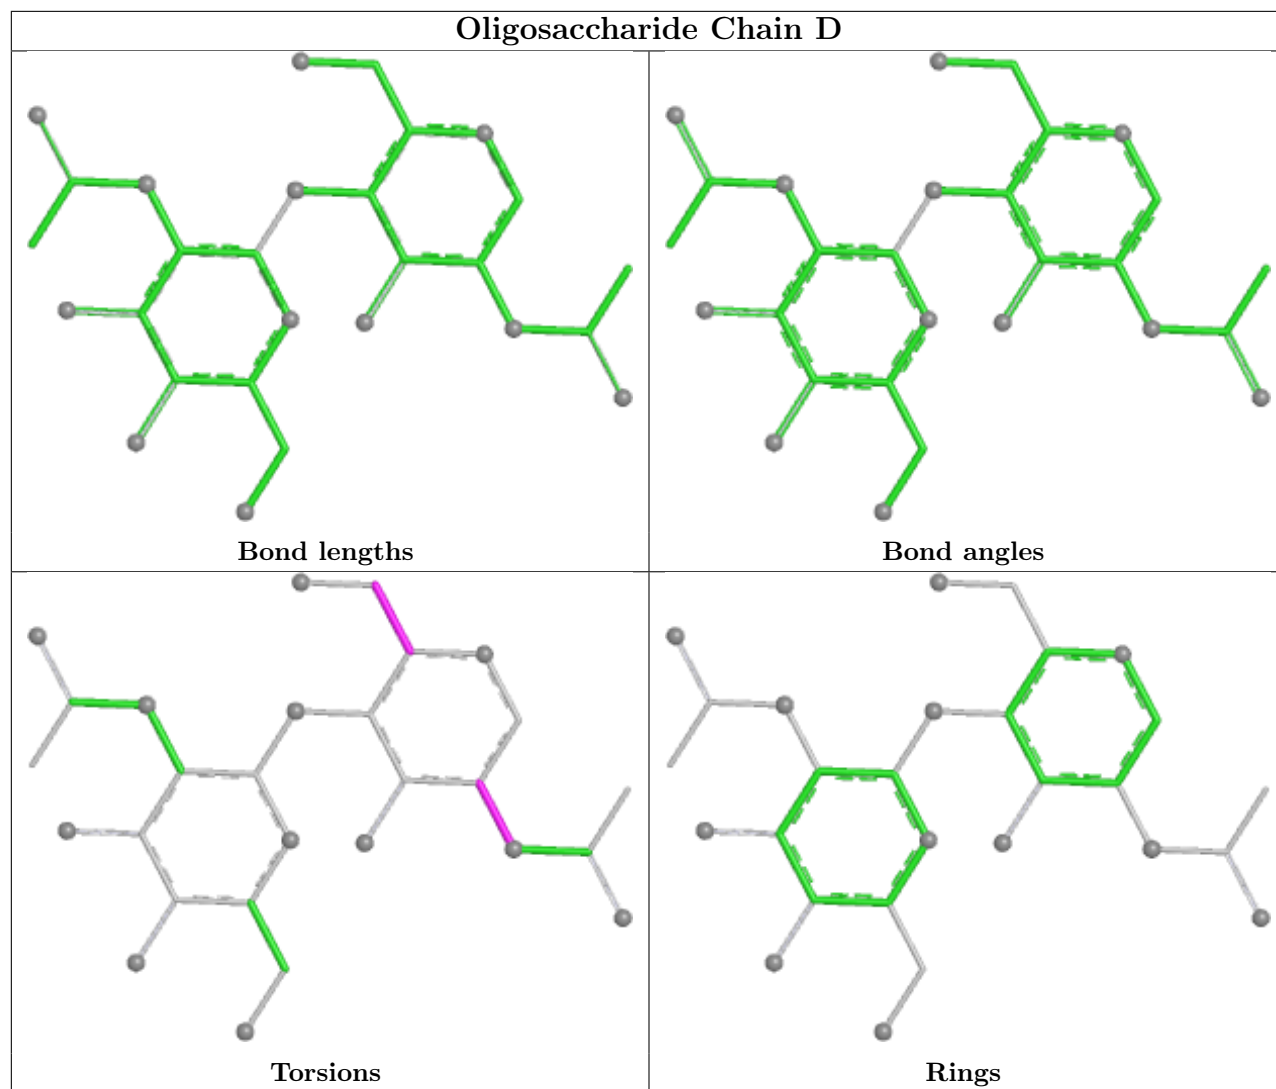 Oligosaccharide Chain D
Bond lengths
Bond angles
Torsions
Rings